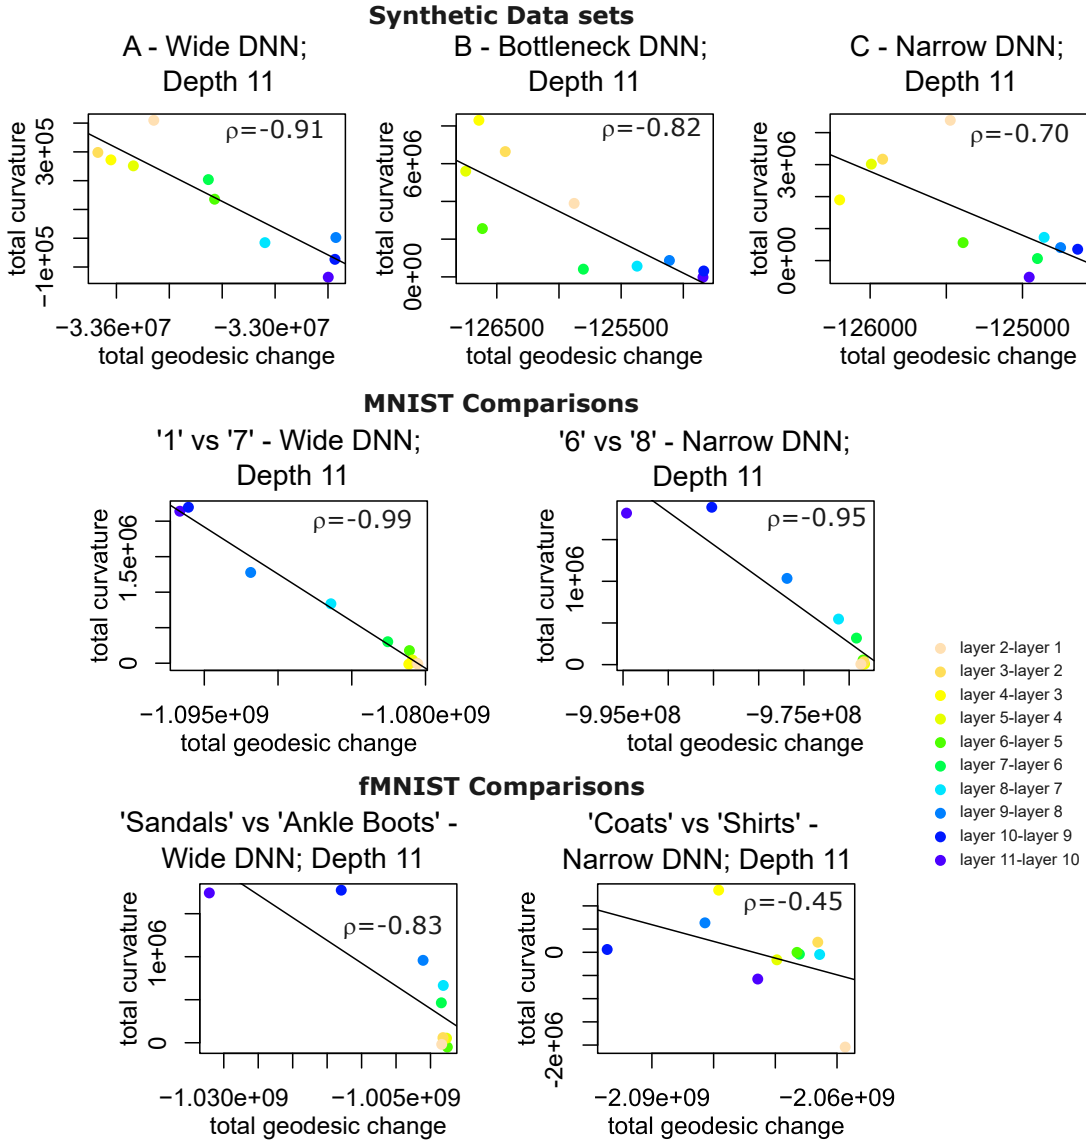 Synthetic Data sets
A - Wide DNN;
Depth 11
B - Bottleneck DNN;
Depth 11
C - Narrow DNN;
Depth 11
total curvature
3e+05
−1e+05
ρ=-0.91
−3.36e+07
−3.30e+07
total geodesic change
total curvature
6e+06
0e+00
ρ=-0.82
−126500
−125500
total geodesic change
total curvature
3e+06
0e+00
ρ=-0.70
−126000
−125000
total geodesic change
MNIST Comparisons
'1' vs '7' - Wide DNN;
Depth 11
'6' vs '8' - Narrow DNN;
Depth 11
total curvature
1.5e+06
0
ρ=-0.99
−1.095e+09
−1.080e+09
total geodesic change
total curvature
1e+06
0
ρ=-0.95
−9.95e+08
−9.75e+08
total geodesic change
layer 2-layer 1
layer 3-layer 2
layer 4-layer 3
layer 5-layer 4
layer 6-layer 5
layer 7-layer 6
layer 8-layer 7
layer 9-layer 8
layer 10-layer 9
layer 11-layer 10
fMNIST Comparisons
'Sandals' vs 'Ankle Boots' -
Wide DNN; Depth 11
'Coats' vs 'Shirts' -
Narrow DNN; Depth 11
total curvature
1e+06
0
ρ=-0.83
−1.030e+09
−1.005e+09
total geodesic change
total curvature
0
−2e+06
ρ=-0.45
−2.09e+09
−2.06e+09
total geodesic change